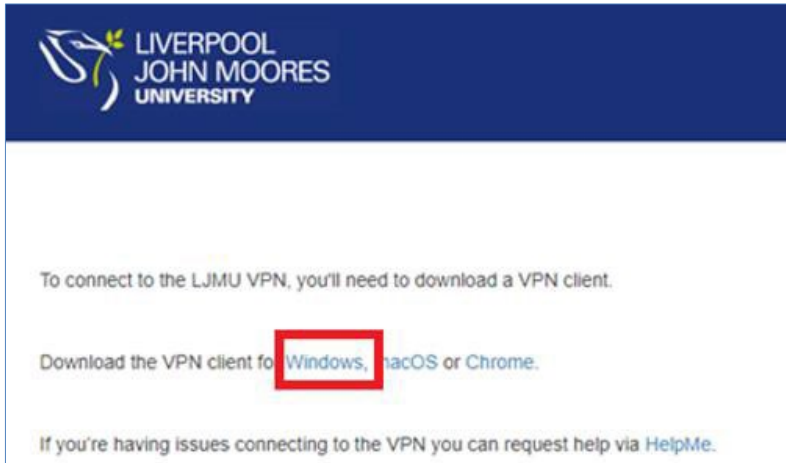 LIVERPOOL
JOHN MOORES
UNIVERSITY
To connect to the LJMU VPN, you'll need to download a VPN client.
Download the VPN client fo Windows, acOS or Chrome.
If you're having issues connecting to the VPN you can request help via HelpMe.